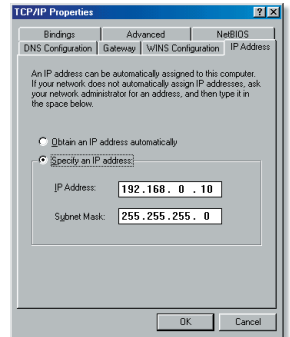 TCP/IP Properties
Bindings Advanced NetBIOS
DNS Configuration Gateway WINS Configuration IP Address
An IP address can be automatically assigned to this computer.
If your network does not automatically assign IP addresses, ask
your network administrator for an address, and then type it in
the space below.
Obtain an IP address automatically
Specify an IP address:
IP Address: 192.168. 0 .10
Subnet Mask: 255.255.255. 0
OK Cancel